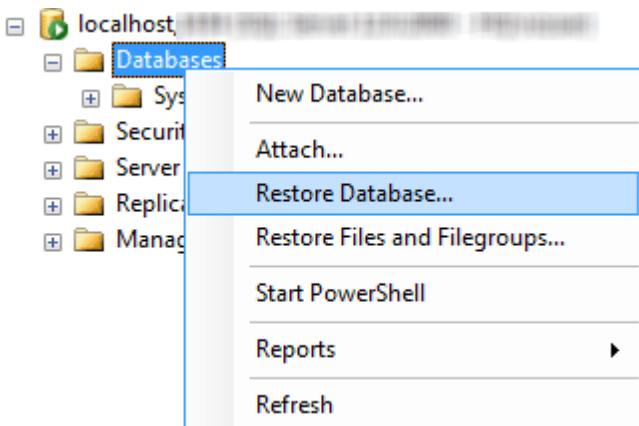 localhost,
Databases
Sys
New Database...
Securit
Attach...
Server
Restore Database...
Replica
Restore Files and Filegroups...
Manag
Start PowerShell
Reports
Refresh